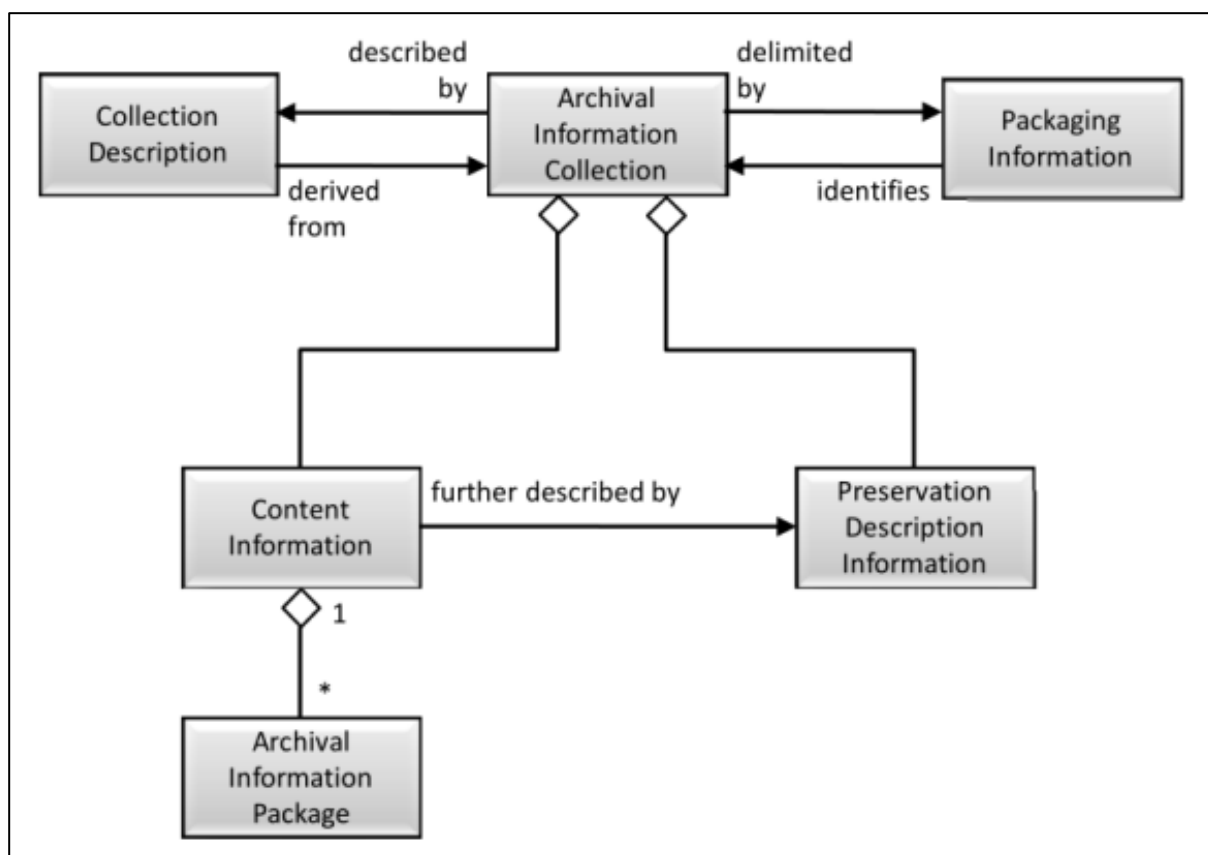 described
by
delimited
by
Collection
Description
Archival
Information
Collection
Packaging
Information
derived
from
identifies
Content
Information
further described by
Preservation
Description
Information
1
*
Archival
Information
Package